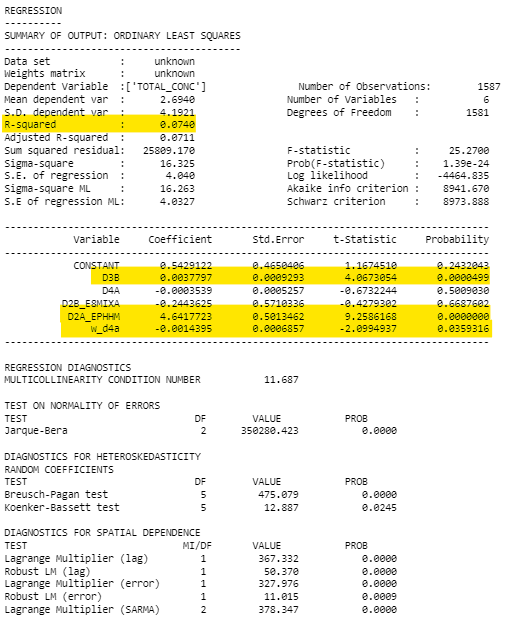 REGRESSION
----------
SUMMARY OF OUTPUT: ORDINARY LEAST SQUARES
-----------------------------------------
Data set : unknown
Weights matrix : unknown
Dependent Variable :['TOTAL_CONC'] Number of Observations: 1587
Mean dependent var : 2.6940 Number of Variables : 6
S.D. dependent var : 4.1921 Degrees of Freedom : 1581
R-squared : 0.0740
Adjusted R-squared : 0.0711
Sum squared residual: 25809.170 F-statistic : 25.2700
Sigma-square : 16.325 Prob(F-statistic) : 1.39e-24
S.E. of regression : 4.040 Log likelihood : -4464.835
Sigma-square ML : 16.263 Akaike info criterion : 8941.670
S.E of regression ML: 4.0327 Schwarz criterion : 8973.888
------------------------------------------------------------------------------------
Variable Coefficient Std.Error t-Statistic Probability
------------------------------------------------------------------------------------
CONSTANT 0.5429122 0.4650406 1.1674510 0.2432043
D3B 0.0037797 0.0009293 4.0673054 0.0000499
D4A -0.0003539 0.0005257 -0.6732244 0.5009030
D2B_E8MIXA -0.2443625 0.5710336 -0.4279302 0.6687602
D2A_EPHHM 4.6417723 0.5013462 9.2586168 0.0000000
w_d4a -0.0014395 0.0006857 -2.0994937 0.0359316
------------------------------------------------------------------------------------
REGRESSION DIAGNOSTICS
MULTICOLLINEARITY CONDITION NUMBER 11.687
TEST ON NORMALITY OF ERRORS
TEST DF VALUE PROB
Jarque-Bera 2 350280.423 0.0000
DIAGNOSTICS FOR HETEROSKEDASTICITY
RANDOM COEFFICIENTS
TEST DF VALUE PROB
Breusch-Pagan test 5 475.079 0.0000
Koenker-Bassett test 5 12.887 0.0245
DIAGNOSTICS FOR SPATIAL DEPENDENCE
TEST MI/DF VALUE PROB
Lagrange Multiplier (lag) 1 367.332 0.0000
Robust LM (lag) 1 50.370 0.0000
Lagrange Multiplier (error) 1 327.976 0.0000
Robust LM (error) 1 11.015 0.0009
Lagrange Multiplier (SARMA) 2 378.347 0.0000